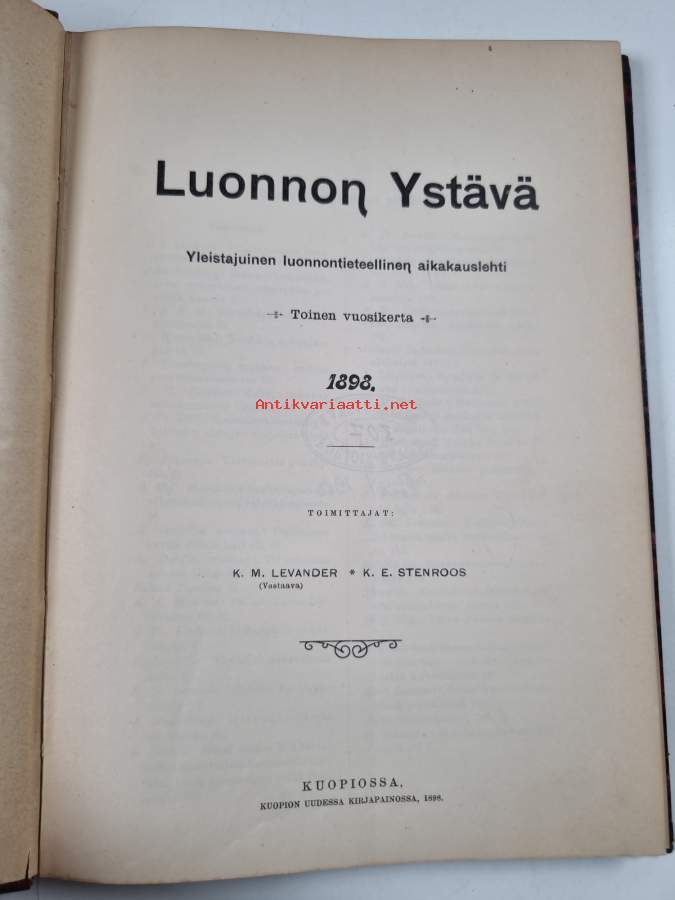 Luonnon Ystävä
Yleistajuinen luonnontieteellinen aikakauslehti
Toinen vuosikerta
1898.
Antikvariaatti.net
TOIMITTAJAT:
K. M. LEVANDER * K. E. STENROOS
(Vastaava)
KUOPIOSSA,
KUOPION UUDESSA KIRJAPAINOSSA, 1898.